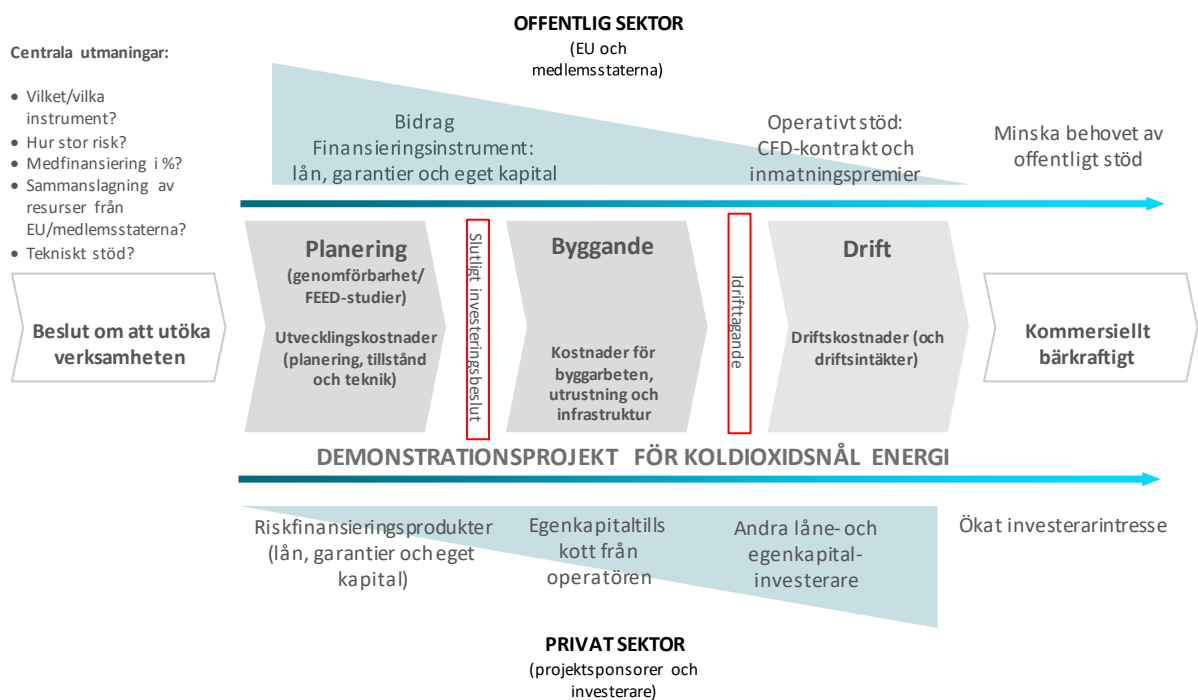 OFFENTLIG SEKTOR
(EU och
medlemsstaterna)
Centrala utmaningar:
• Vilket/vilka
instrument?
• Hur stor risk?
• Medfinansiering i %?
• Sammanslagning av
resurser från
EU/medlemsstaterna?
• Tekniskt stöd?
Bidrag
Finansieringsinstrument:
lån, garantier och eget kapital
Operativt stöd:
CFD-kontrakt och
inmatningspremier
Minska behovet av
offentligt stöd
Beslut om att utöka
verksamheten
Planering
(genomförbarhet/
FEED-studier)
Utvecklingskostnader
(planering, tillstånd
och teknik)
Slutligt investeringsbeslut
Byggande
Kostnader för
byggarbeten,
utrustning och
infrastruktur
Idrifttagande
Drift
Driftskostnader (och
driftsintäkter)
Kommersiellt
bärkraftigt
DEMONSTRATIONSPROJEKT FÖR KOLDIOXIDSNÅL ENERGI
Riskfinansieringsprodukter
(lån, garantier och eget
kapital)
Egenkapitaltills
kott från
operatören
Andra låne- och
egenkapital-
investerare
Ökat investerarintresse
PRIVAT SEKTOR
(projektsponsorer och
investerare)